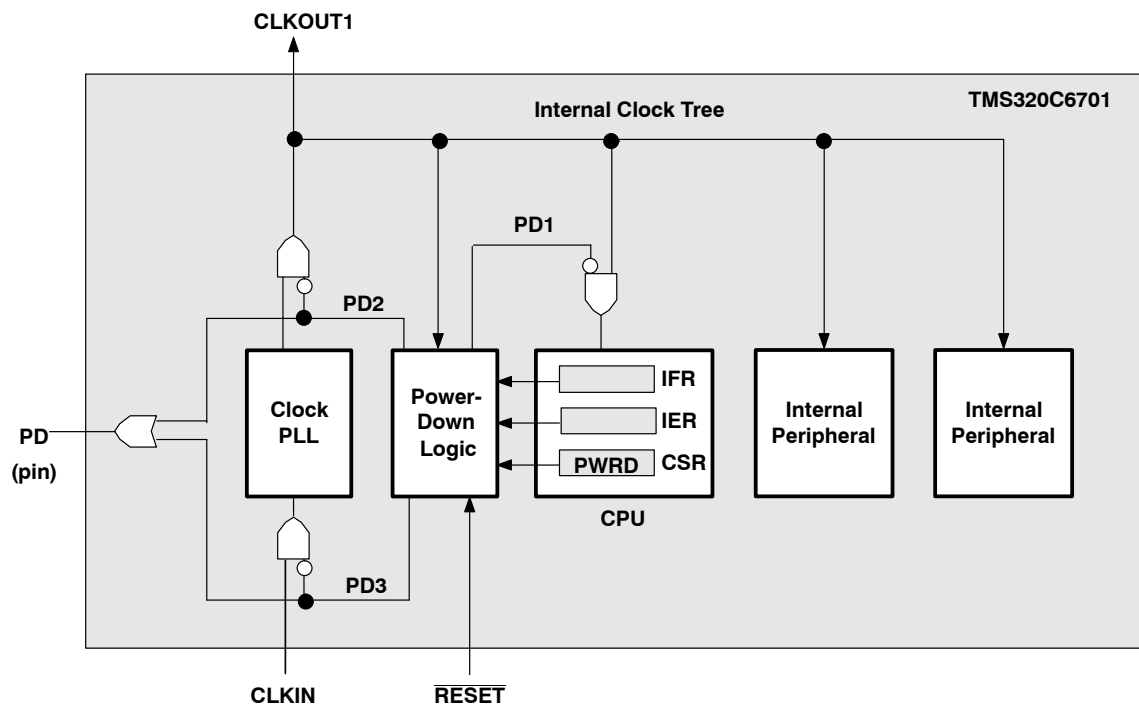 CLKOUT1
TMS320C6701
Internal Clock Tree
PD1
PD2
Clock
PLL
Power-
Down
Logic
IFR
IER
PWRD CSR
CPU
Internal
Peripheral
Internal
Peripheral
PD
(pin)
PD3
CLKIN
RESET